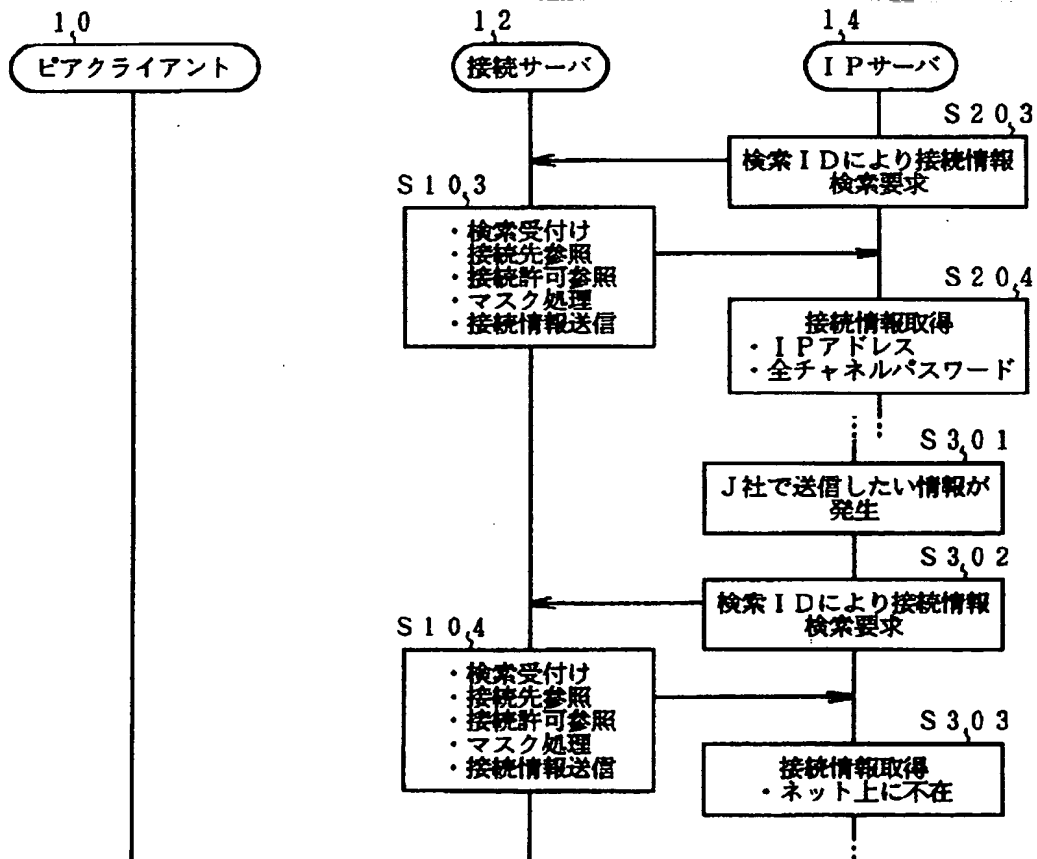 10
12
14
ピアクライアント
接続サーバ
IPサーバ
S203
検索IDにより接続情報
検索要求
S103
・検索受付け
・接続先参照
・接続許可参照
・マスク処理
・接続情報送信
S204
接続情報取得
・IPアドレス
・全チャネルパスワード
S301
J社で送信したい情報が
発生
S302
検索IDにより接続情報
検索要求
S104
・検索受付け
・接続先参照
・接続許可参照
・マスク処理
・接続情報送信
S303
接続情報取得
・ネット上に不在